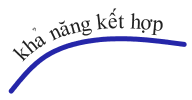 khả năng kết hợp